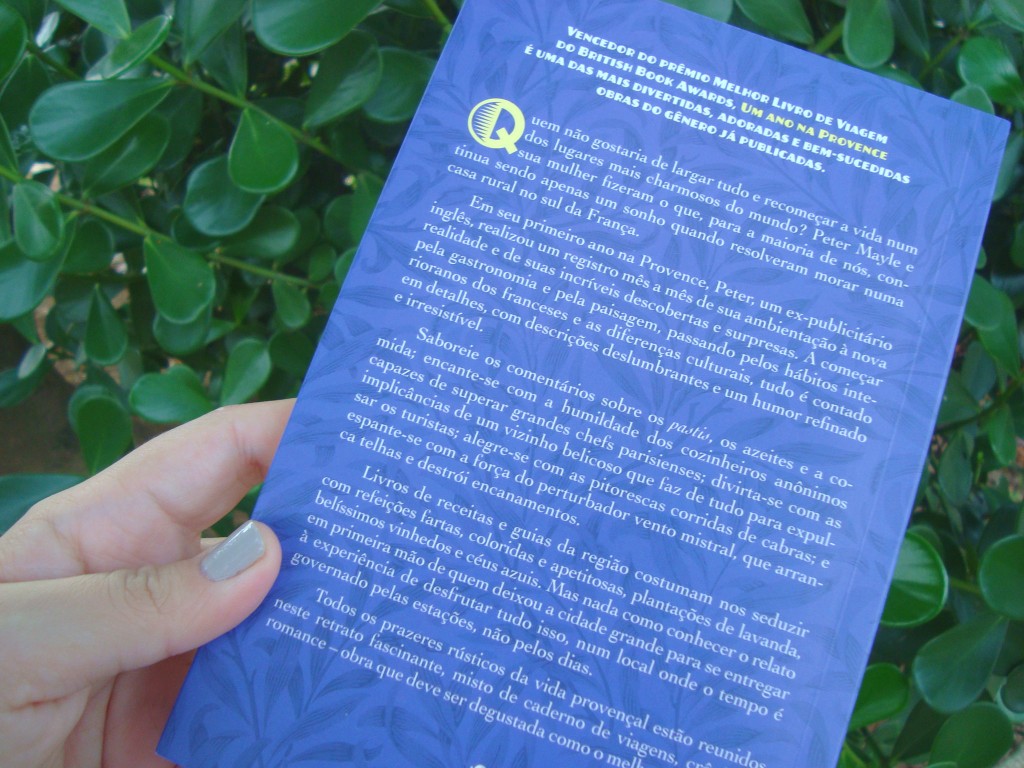 VENCEDOR DO PRÊMIO MELHOR LIVRO DE VIAGEM
DO BRITISH BOOK AWARDS, UM ANO NA PROVENCE
É UMA DAS MAIS DIVERTIDAS, ADORADAS E BEM-SUCEDIDAS
OBRAS DO GÊNERO JÁ PUBLICADAS.
Quem não gostaria de largar tudo e recomeçar a vida num
dos lugares mais charmosos do mundo? Peter Mayle e
sua mulher fizeram o que, para a maioria de nós, con-
tínua sendo apenas um sonho quando resolveram morar numa
casa rural no sul da França.
Em seu primeiro ano na Provence, Peter, um ex-publicitário
inglês, realizou um registro mês a mês de sua ambientação à nova
realidade e de suas incríveis descobertas e surpresas. A começar
pela gastronomia e pela paisagem, passando pelos hábitos inte-
rioranos dos franceses e as diferenças culturais, tudo é contado
em detalhes, com descrições deslumbrantes e um humor refinado
e irresistível.
Saboreie os comentários sobre os pastis, os azeites e a co-
mida; encante-se com a humildade dos cozinheiros anônimos
capazes de superar grandes chefs parisienses; divirta-se com as
implicâncias de um vizinho belicoso que faz de tudo para expul-
sar os turistas; alegre-se com as pitorescas corridas de cabras; e
espante-se com a força do perturbador vento mistral, que arran-
ca telhas e destrói encanamentos.
Livros de receitas e guias da região costumam nos seduzir
com refeições fartas, coloridas e apetitosas, plantações de lavanda,
belíssimos vinhedos e céus azuis. Mas nada como conhecer o relato
em primeira mão de quem deixou a cidade grande para se entregar
à experiência de desfrutar tudo isso, num local onde o tempo é
governado pelas estações, não pelos dias.
Todos os prazeres rústicos da vida provençal estão reunidos
neste retrato fascinante, misto de caderno de viagens,
romance – obra que deve ser degustada como o